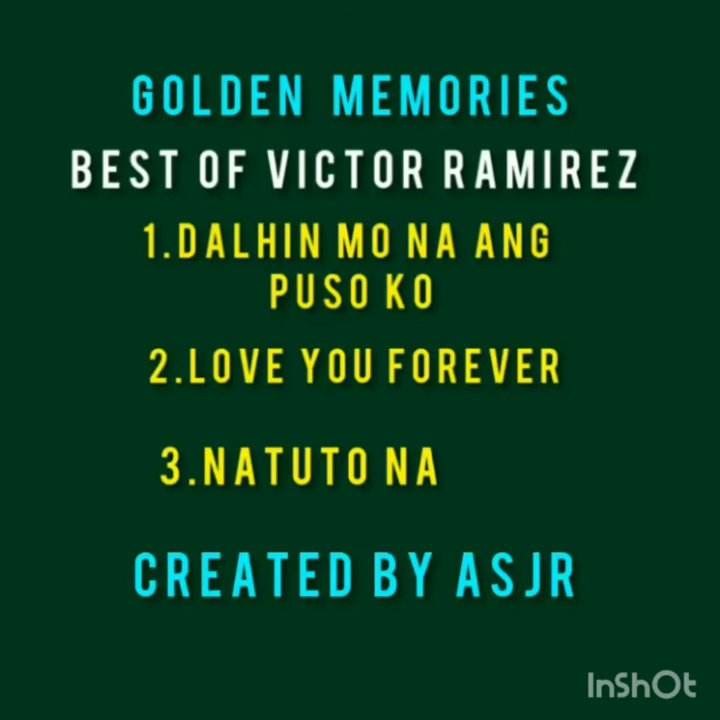 GOLDEN MEMORIES
BEST OF VICTOR RAMIREZ
1.DALHIN MO NA ANG
PUSO KO
2.LOVE YOU FOREVER
3.NATUTO NA
CREATED BY ASJR
InShOt